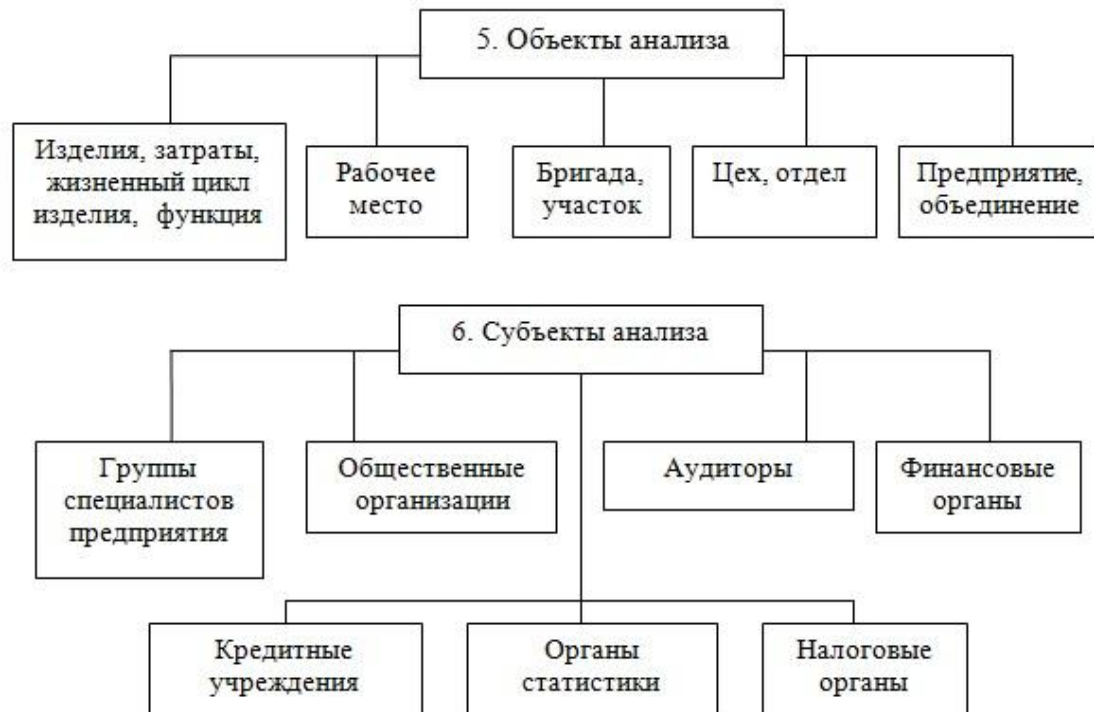 5. Объекты анализа
Изделия, затраты,
жизненный цикл
изделия, функция
Рабочее
место
Бригада,
участок
Цех, отдел
Предприятие,
объединение
6. Субъекты анализа
Группы
специалистов
предприятия
Общественные
организации
Аудиторы
Финансовые
органы
Кредитные
учреждения
Органы
статистики
Налоговые
органы